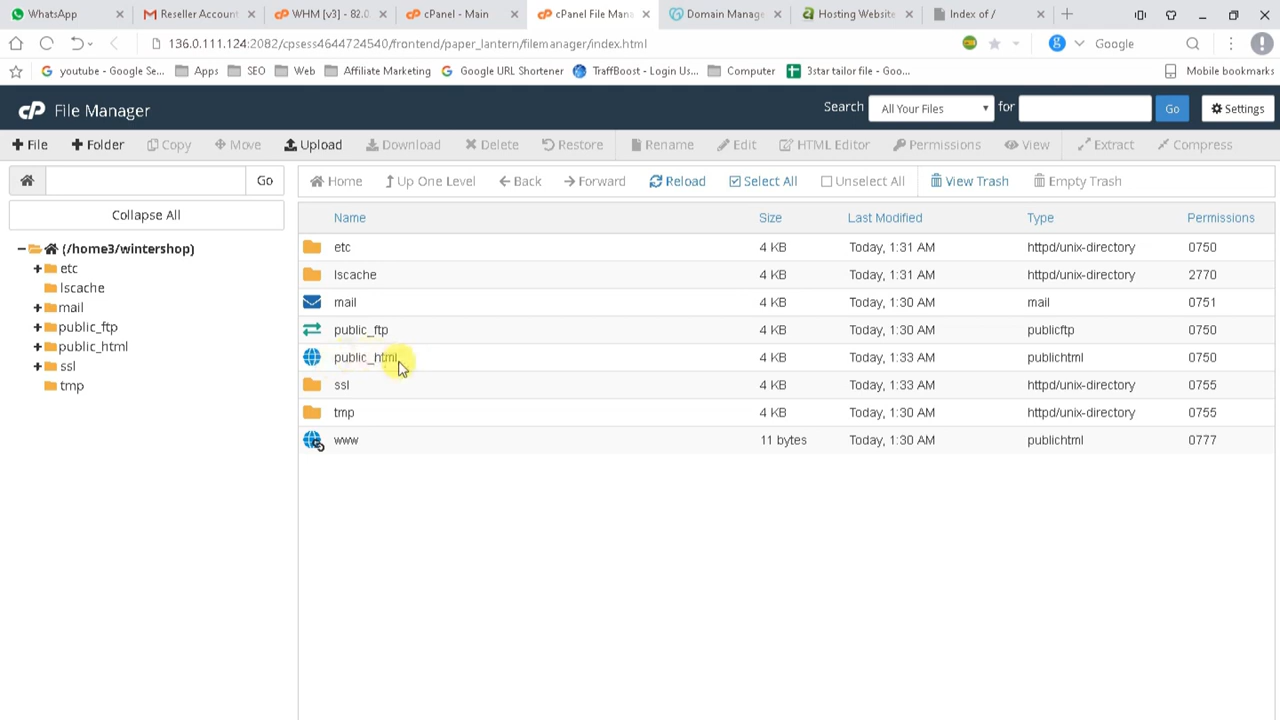 WhatsApp
Reseller Account
WHM [v3] - 82.0.
cPanel - Main
cPanel File Mana
Domain Manage
Hosting Website
Index of /
136.0.111.124:2082/cpsess4644724540/frontend/paper_lantern/filemanager/index.html
Google
youtube - Google Se...
Apps
SEO
Web
Affiliate Marketing
Google URL Shortener
TraffBoost - Login Us...
Computer
3star tailor file - Goo...
Mobile bookmarks
cP File Manager
Search All Your Files for Go Settings
File Folder Copy Move Upload Download Delete Restore Rename Edit HTML Editor Permissions View Extract Compress
Go
Home Up One Level Back Forward Reload Select All Unselect All View Trash Empty Trash
Collapse All
(/home3/wintershop)
etc
lscache
mail
public_ftp
public_html
ssl
tmp
Name Size Last Modified Type Permissions
etc 4 KB Today, 1:31 AM httpd/unix-directory 0750
lscache 4 KB Today, 1:31 AM httpd/unix-directory 2770
mail 4 KB Today, 1:30 AM mail 0751
public_ftp 4 KB Today, 1:30 AM publicftp 0750
public_html 4 KB Today, 1:33 AM publichtml 0750
ssl 4 KB Today, 1:33 AM httpd/unix-directory 0755
tmp 4 KB Today, 1:30 AM httpd/unix-directory 0755
www 11 bytes Today, 1:30 AM publichtml 0777